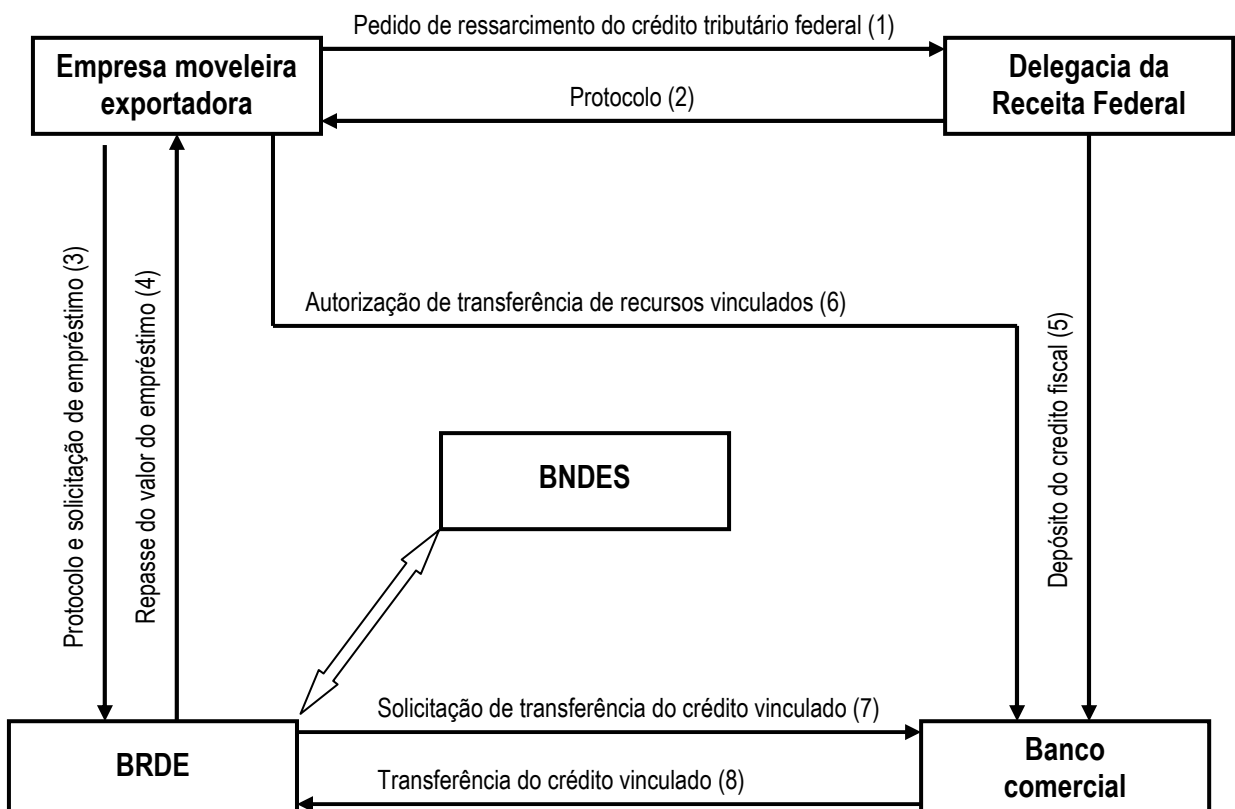 Pedido de ressarcimento do crédito tributário federal (1)
Empresa moveleira
exportadora
Delegacia da
Receita Federal
Protocolo (2)
Protocolo e solicitação de empréstimo (3)
Repasse do valor do empréstimo (4)
Autorização de transferência de recursos vinculados (6)
Depósito do credito fiscal (5)
BNDES
Solicitação de transferência do crédito vinculado (7)
BRDE
Banco
comercial
Transferência do crédito vinculado (8)